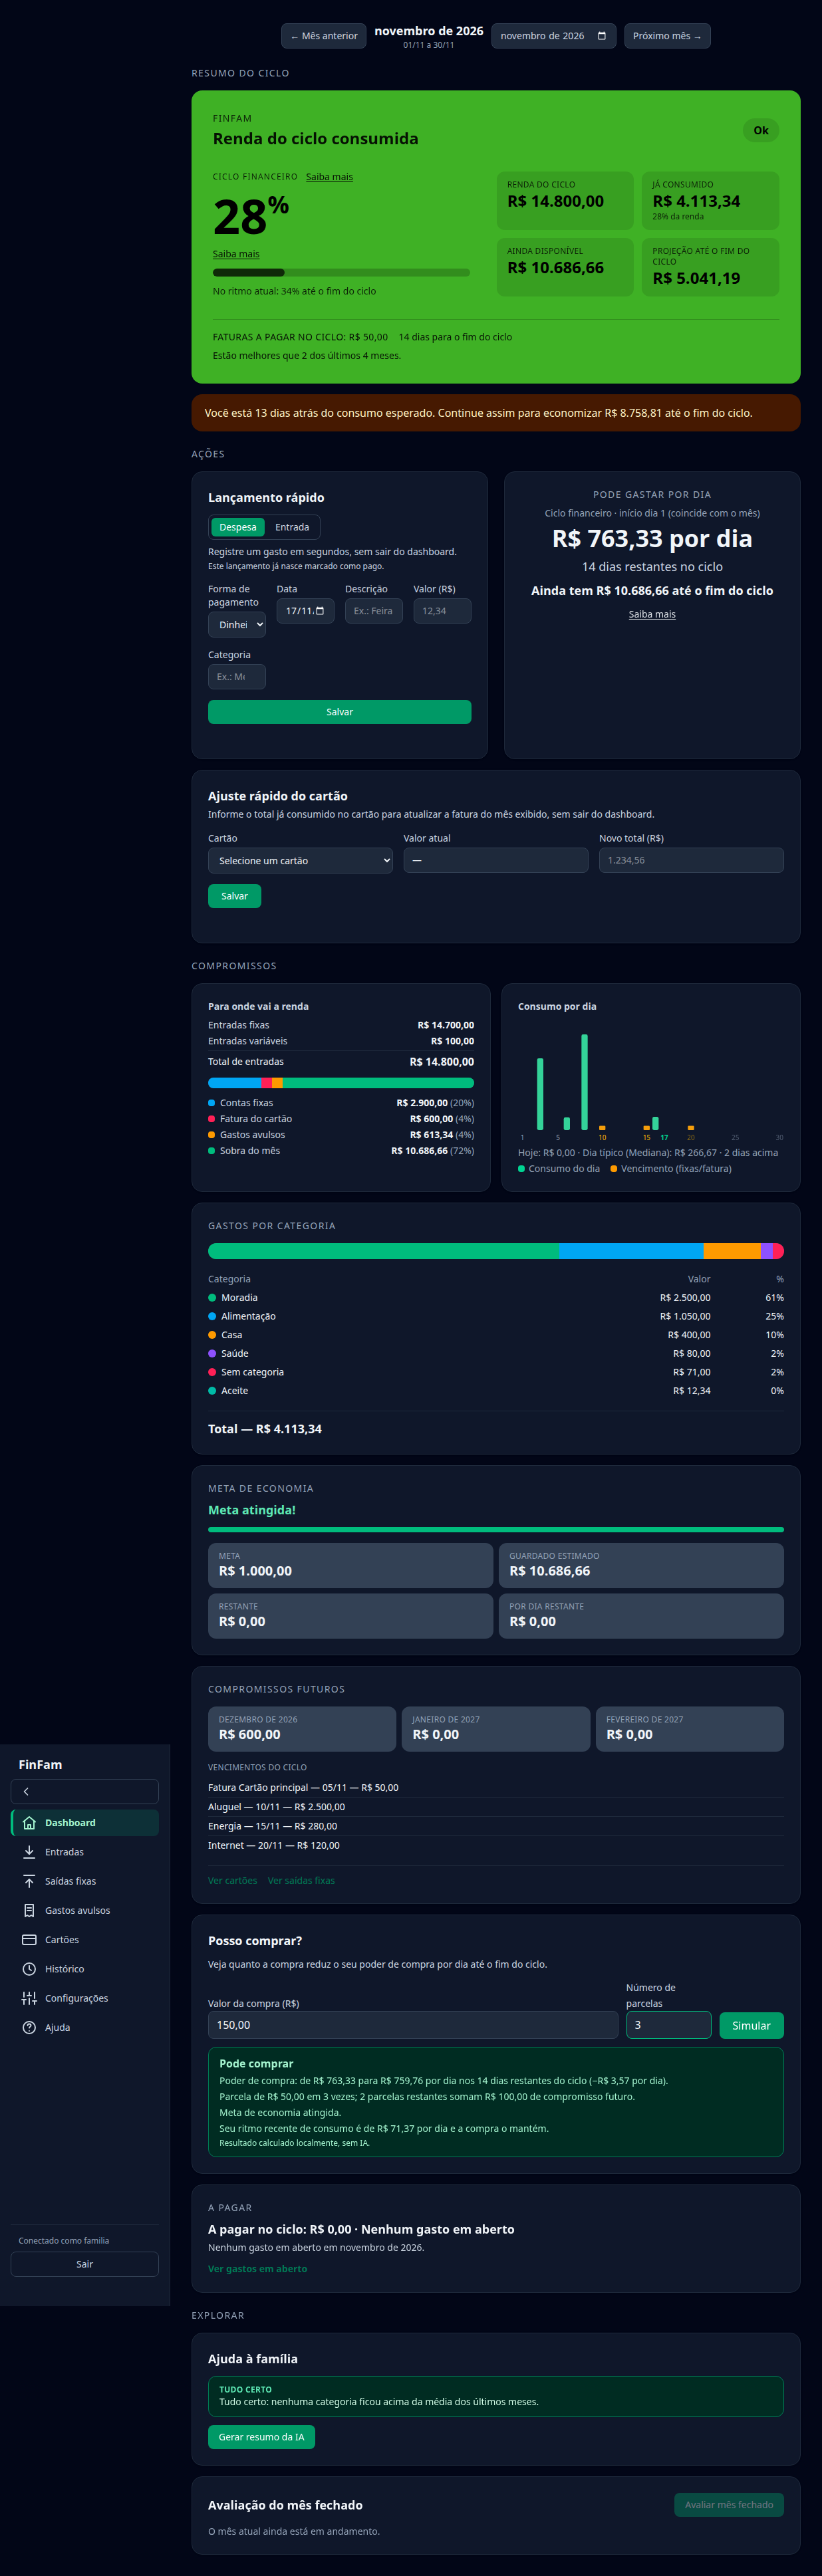 ← Mês anterior
novembro de 2026
01/11 a 30/11
novembro de 2026
Próximo mês →
RESUMO DO CICLO
FINFAM
Renda do ciclo consumida
Ok
CICLO FINANCEIRO Saiba mais
28%
Saiba mais
No ritmo atual: 34% até o fim do ciclo
RENDA DO CICLO
R$ 14.800,00
JÁ CONSUMIDO
R$ 4.113,34
28% da renda
AINDA DISPONÍVEL
R$ 10.686,66
PROJEÇÃO ATÉ O FIM DO
CICLO
R$ 5.041,19
FATURAS A PAGAR NO CICLO: R$ 50,00 14 dias para o fim do ciclo
Estão melhores que 2 dos últimos 4 meses.
Você está 13 dias atrás do consumo esperado. Continue assim para economizar R$ 8.758,81 até o fim do ciclo.
AÇÕES
Lançamento rápido
Despesa Entrada
Registre um gasto em segundos, sem sair do dashboard.
Este lançamento já nasce marcado como pago.
Forma de
pagamento
Dinhei
Data
17/11,
Descrição
Ex.: Feira
Valor (R$)
12,34
Categoria
Ex.: Me
Salvar
PODE GASTAR POR DIA
Ciclo financeiro · início dia 1 (coincide com o mês)
R$ 763,33 por dia
14 dias restantes no ciclo
Ainda tem R$ 10.686,66 até o fim do ciclo
Saiba mais
Ajuste rápido do cartão
Informe o total já consumido no cartão para atualizar a fatura do mês exibido, sem sair do dashboard.
Cartão
Selecione um cartão
Valor atual
—
Novo total (R$)
1.234,56
Salvar
COMPROMISSOS
Para onde vai a renda
Entradas fixas R$ 14.700,00
Entradas variáveis R$ 100,00
Total de entradas R$ 14.800,00
Contas fixas R$ 2.900,00 (20%)
Fatura do cartão R$ 600,00 (4%)
Gastos avulsos R$ 613,34 (4%)
Sobra do mês R$ 10.686,66 (72%)
Consumo por dia
1 5 10 15 17 20 25 30
Hoje: R$ 0,00 · Dia típico (Mediana): R$ 266,67 · 2 dias acima
Consumo do dia Vencimento (fixas/fatura)
GASTOS POR CATEGORIA
Categoria Valor %
Moradia R$ 2.500,00 61%
Alimentação R$ 1.050,00 25%
Casa R$ 400,00 10%
Saúde R$ 80,00 2%
Sem categoria R$ 71,00 2%
Aceite R$ 12,34 0%
Total — R$ 4.113,34
META DE ECONOMIA
Meta atingida!
META
R$ 1.000,00
GUARDADO ESTIMADO
R$ 10.686,66
RESTANTE
R$ 0,00
POR DIA RESTANTE
R$ 0,00
COMPROMISSOS FUTUROS
DEZEMBRO DE 2026
R$ 600,00
JANEIRO DE 2027
R$ 0,00
FEVEREIRO DE 2027
R$ 0,00
VENCIMENTOS DO CICLO
Fatura Cartão principal — 05/11 — R$ 50,00
Aluguel — 10/11 — R$ 2.500,00
Energia — 15/11 — R$ 280,00
Internet — 20/11 — R$ 120,00
Ver cartões Ver saídas fixas
FinFam
Dashboard
Entradas
Saídas fixas
Gastos avulsos
Cartões
Histórico
Configurações
Ajuda
Conectado como família
Sair
Posso comprar?
Veja quanto a compra reduz o seu poder de compra por dia até o fim do ciclo.
Valor da compra (R$)
150,00
Número de
parcelas
3
Simular
Pode comprar
Poder de compra: de R$ 763,33 para R$ 759,76 por dia nos 14 dias restantes do ciclo (−R$ 3,57 por dia).
Parcela de R$ 50,00 em 3 vezes; 2 parcelas restantes somam R$ 100,00 de compromisso futuro.
Meta de economia atingida.
Seu ritmo recente de consumo é de R$ 71,37 por dia e a compra o mantém.
Resultado calculado localmente, sem IA.
A PAGAR
A pagar no ciclo: R$ 0,00 · Nenhum gasto em aberto
Nenhum gasto em aberto em novembro de 2026.
Ver gastos em aberto
EXPLORAR
Ajuda à família
TUDO CERTO
Tudo certo: nenhuma categoria ficou acima da média dos últimos meses.
Gerar resumo da IA
Avaliação do mês fechado
Avaliar mês fechado
O mês atual ainda está em andamento.